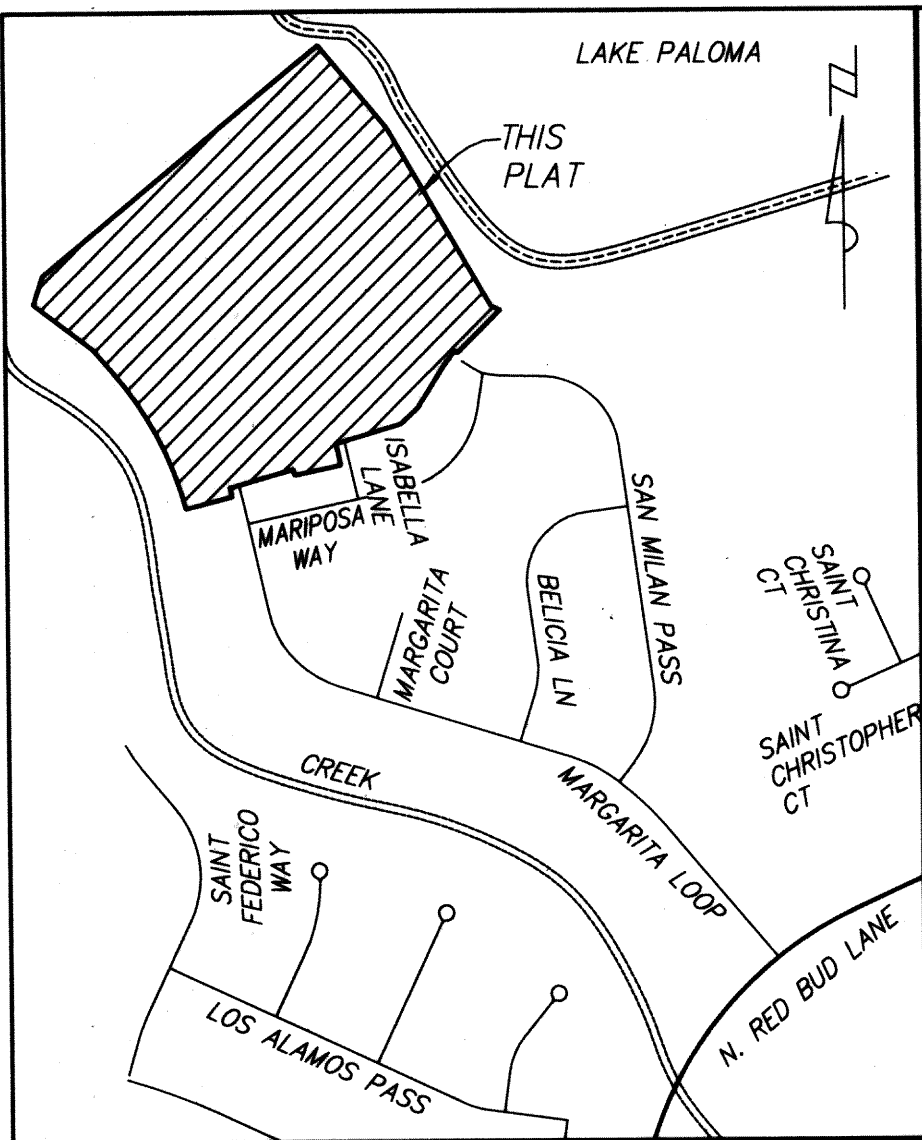 LAKE PALOMA
N
THIS
PLAT
ISABELLA
LANE
MARIPOSA
WAY
MARGARITA
COURT
BELICIA LN
SAN MILAN PASS
SAINT
CHRISTINA
CT
SAINT
CHRISTOPHER
CT
CREEK
MARGARITA LOOP
SAINT
FEDERICO
WAY
LOS ALAMOS PASS
N. RED BUD LANE